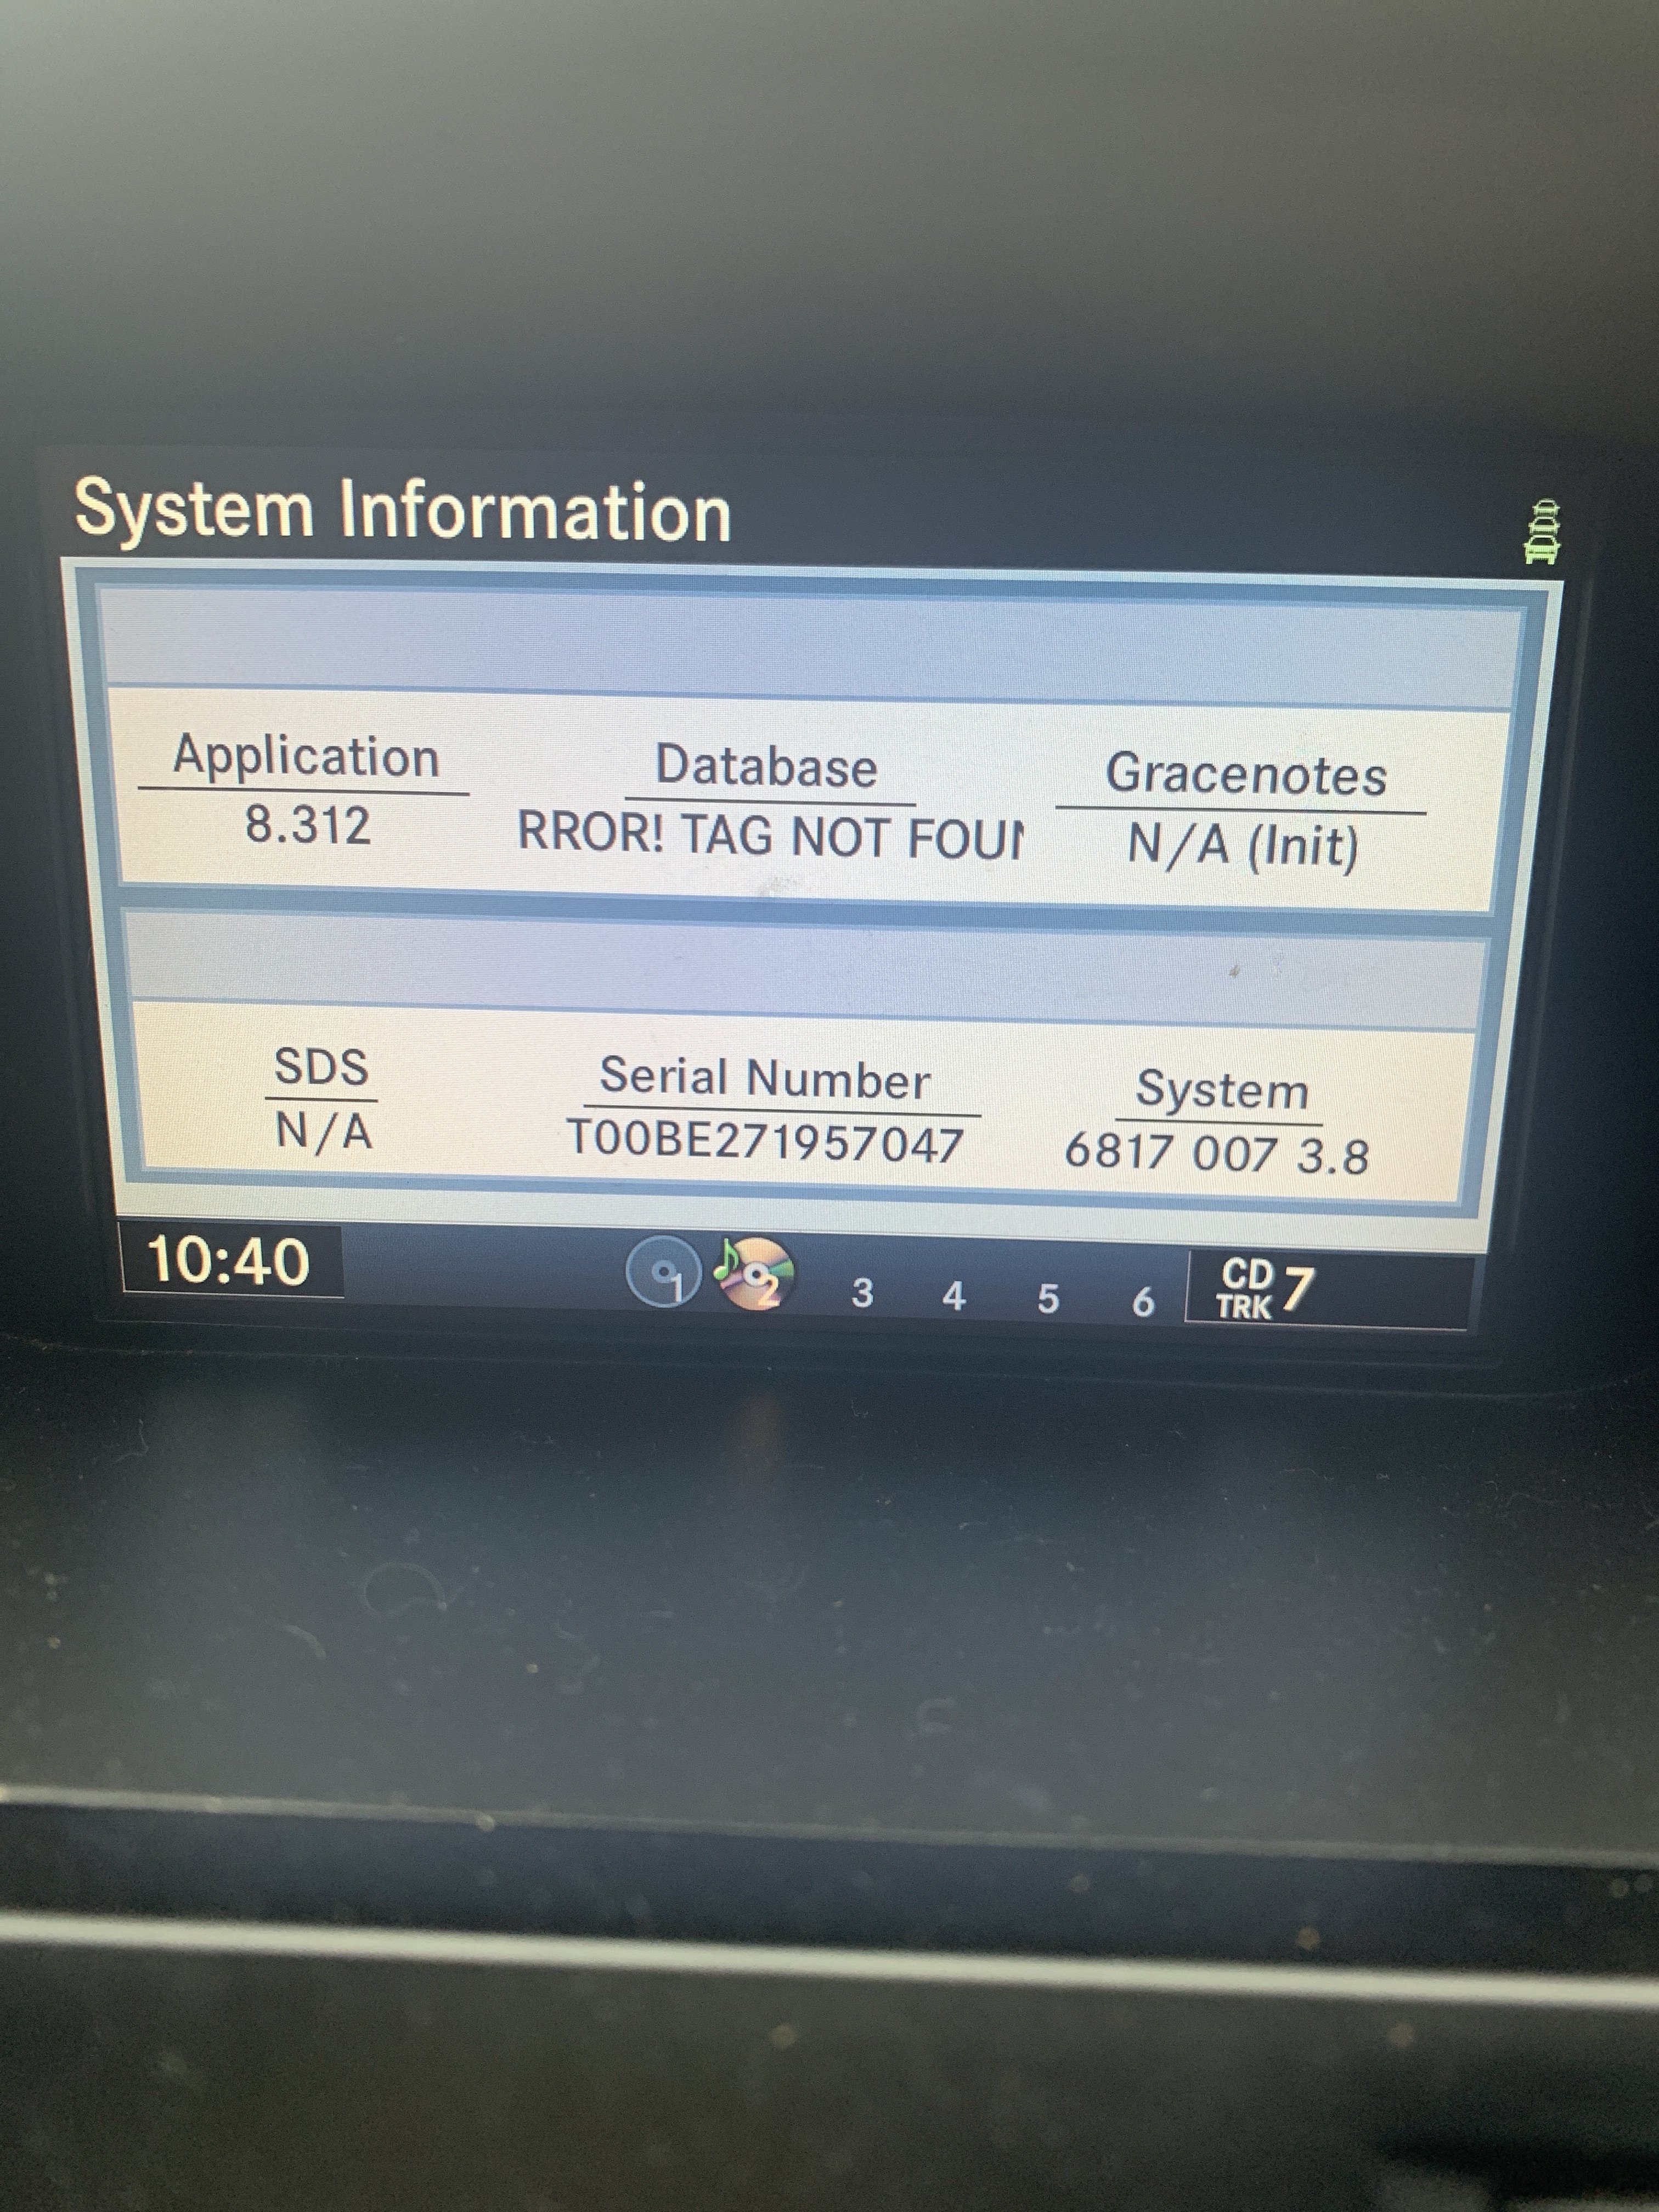 System Information
Application Database Gracenotes
8.312 RROR! TAG NOT FOUN N/A (Init)
SDS Serial Number System
N/A T00BE271957047 6817 007 3.8
10:40 1 2 3 4 5 6 CD TRK 7